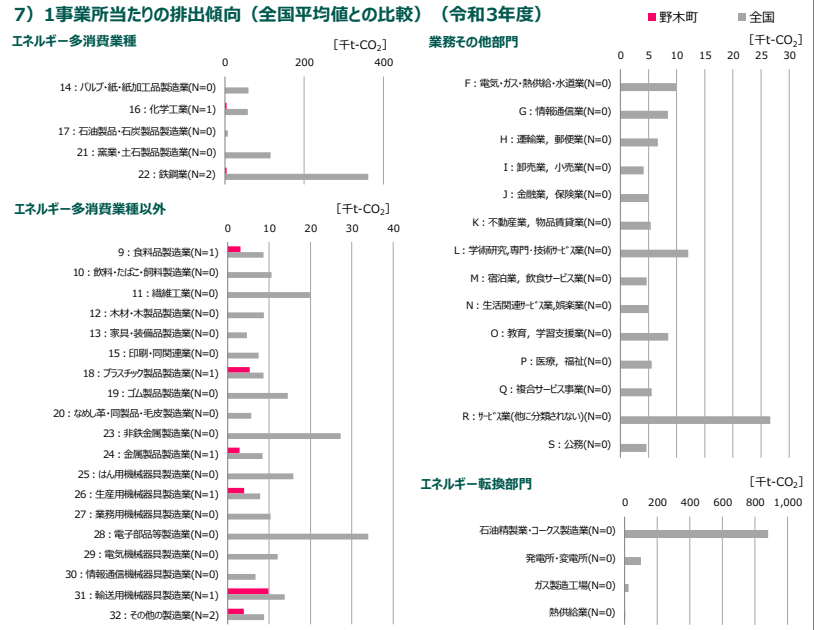 7）1事業所当たりの排出傾向（全国平均値との比較）（令和3年度）
野木町 全国
エネルギー多消費業種
[千t-CO₂]
0 200 400
14：パルプ・紙・紙加工品製造業(N=0)
16：化学工業(N=1)
17：石油製品・石炭製品製造業(N=0)
21：窯業・土石製品製造業(N=0)
22：鉄鋼業(N=2)
エネルギー多消費業種以外
[千t-CO₂]
0 10 20 30 40
9：食料品製造業(N=1)
10：飲料・たばこ・飼料製造業(N=0)
11：繊維工業(N=0)
12：木材・木製品製造業(N=0)
13：家具・装備品製造業(N=0)
15：印刷・同関連業(N=0)
18：プラスチック製品製造業(N=1)
19：ゴム製品製造業(N=0)
20：なめし革・同製品・毛皮製造業(N=0)
23：非鉄金属製造業(N=0)
24：金属製品製造業(N=1)
25：はん用機械器具製造業(N=0)
26：生産用機械器具製造業(N=1)
27：業務用機械器具製造業(N=0)
28：電子部品等製造業(N=0)
29：電気機械器具製造業(N=0)
30：情報通信機械器具製造業(N=0)
31：輸送用機械器具製造業(N=1)
32：その他の製造業(N=2)
業務その他部門
[千t-CO₂]
0 5 10 15 20 25 30
F：電気・ガス・熱供給・水道業(N=0)
G：情報通信業(N=0)
H：運輸業，郵便業(N=0)
I：卸売業，小売業(N=0)
J：金融業，保険業(N=0)
K：不動産業，物品賃貸業(N=0)
L：学術研究,専門・技術ｻｰﾋﾞｽ業(N=0)
M：宿泊業，飲食サービス業(N=0)
N：生活関連ｻｰﾋﾞｽ業,娯楽業(N=0)
O：教育，学習支援業(N=0)
P：医療，福祉(N=0)
Q：複合サービス事業(N=0)
R：ｻｰﾋﾞｽ業(他に分類されない)(N=0)
S：公務(N=0)
エネルギー転換部門
[千t-CO₂]
0 200 400 600 800 1,000
石油精製業・コークス製造業(N=0)
発電所・変電所(N=0)
ガス製造工場(N=0)
熱供給業(N=0)